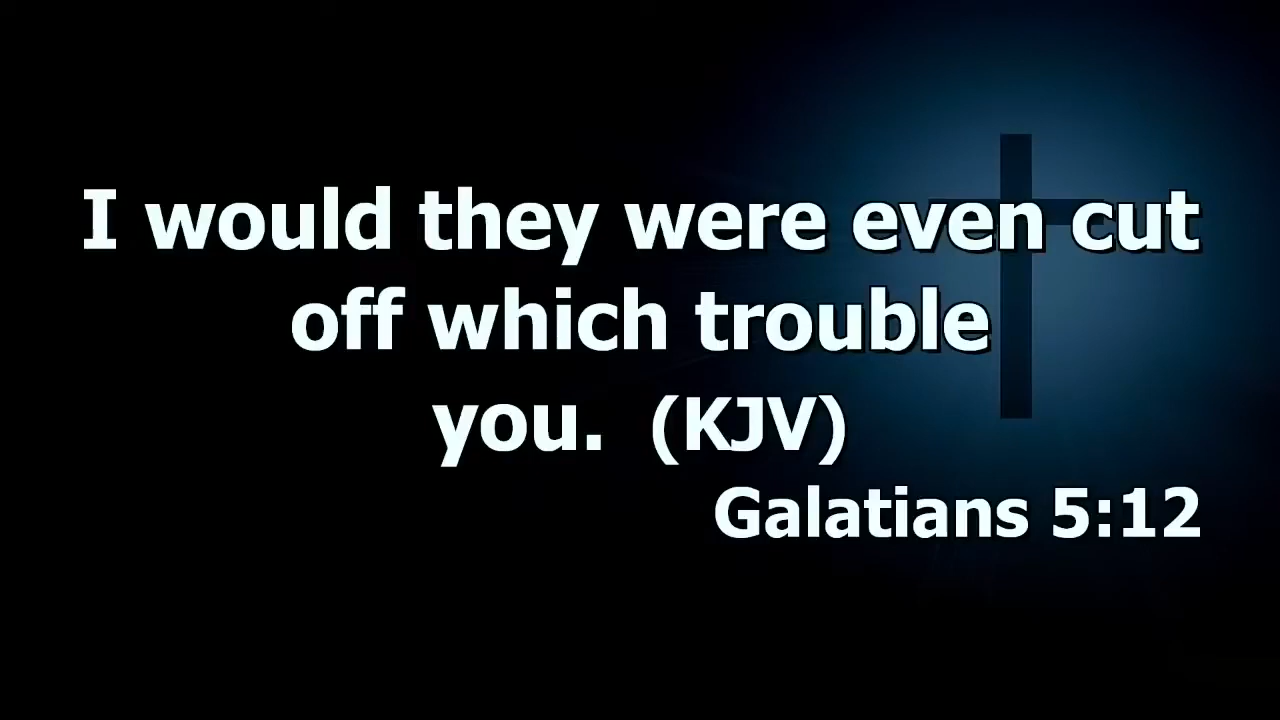 I would they were even cut
off which trouble
you.  (KJV)
Galatians 5:12